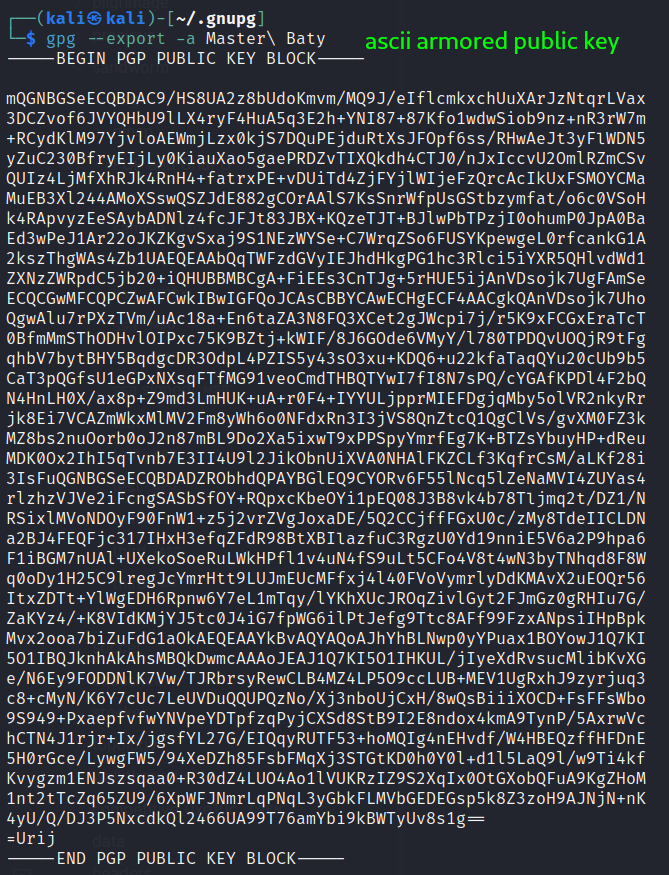 ┌──(kali㉿kali)-[~/.gnupg]
└─$ gpg --export -a Master\ Baty
ascii armored public key
-----BEGIN PGP PUBLIC KEY BLOCK-----
mQGNBGSeECQBDAC9/HS8UA2z8bUdoKmvm/MQ9J/eIflcmkxchUuXArJzNtqrLVax
3DCZvof6JVYQHbU9lLX4ryF4HuA5q3E2h+YNI87+87Kfo1wdwSiob9nz+nR3rW7m
+RCydKlM97YjvloAEWmjLzx0kjS7DQuPEjduRtXsJFOpf6ss/RHwAeJt3yFlWDN5
yZuC230BfryEIjLy0KiauXao5gaePRDZvTIXQkdh4CTJ0/nJxIccvU2OmlRZmCSv
QUIz4LjMfXhRJk4RnH4+fatrxPE+vDUiTd4ZjFYjlWIjeFzQrcAcIkUxFSMOYCMa
MuEB3Xl244AMoXSswQSZJdE882gCOrAAlS7KsSnrWfpUsGStbzymfat/o6c0VSoH
k4RApvyzEeSAybADNlz4fcJFJt83JBX+KQzeTJT+BJlwPbTPzjI0ohumP0JpA0Ba
Ed3wPeJ1Ar22oJKZKgvSxaj9S1NEzWYSe+C7WrqZSo6FUSYKpewgeL0rfcankG1A
2kszThgWAs4Zb1UAEQEAAbQqTWFzdGVyIEJhdHkgPG1hc3Rlci5iYXR5QHlvdWd1
ZXNzZWRpdC5jb20+iQHUBBMBCgA+FiEEs3CnTJg+5rHUE5ijAnVDsojk7UgFAmSe
ECQCGwMFCQPCZwAFCwkIBwIGFQoJCAsCBBYCAwECHgECF4AACgkQAnVDsojk7Uho
QgwAlu7rPXzTVm/uAc18a+En6taZA3N8FQ3XCet2gJWcpi7j/r5K9xFCGxEraTcT
0BfmMmSThODHvlOIPxc75K9BZtj+kWIF/8J6GOde6VMyY/l780TPDQvUOQjR9tFg
qhbV7bytBHY5BqdgcDR3OdpL4PZIS5y43sO3xu+KDQ6+u22kfaTaqQYu20cUb9b5
CaT3pQGfsU1eGPxNXsqFTfMG91veoCmdTHBQTYwI7fI8N7sPQ/cYGAfKPDl4F2bQ
N4HnLH0X/ax8p+Z9md3LmHUK+uA+r0F4+IYYULjpprMIEFDgjqMby5olVR2nkyRr
jk8Ei7VCAZmWkxMlMV2Fm8yWh6o0NFdxRn3I3jVS8QnZtcQ1QgClVs/gvXM0FZ3k
MZ8bs2nuOorb0oJ2n87mBL9Do2Xa5ixwT9xPPSpyYmrfEg7K+BTZsYbuyHP+dReu
MDK0Ox2IhI5qTvnb7E3II4U9l2JikObnUiXVA0NHAlFKZCLf3KqfrCsM/aLKf28i
3IsFuQGNBGSeECQBDADZRObhdQPAYBGlEQ9CYORv6F55lNcq5lZeNaMVI4ZUYas4
rlzhzVJVe2iFcngSASbSfOY+RQpxcKbeOYi1pEQ08J3B8vk4b78Tljmq2t/DZ1/N
RSixlMVoNDOyF90FnW1+z5j2vrZVgJoxaDE/5Q2CCjffFGxU0c/zMy8TdeIICLDN
a2BJ4FEQFjc317IHxH3efqZFdR98BtXBIlazfuC3RgzU0Yd19nniE5V6a2P9hpa6
F1iBGM7nUAl+UXekoSoeRuLWkHPfl1v4uN4fS9uLt5CFo4V8t4wN3byTNhqd8F8W
q0oDy1H25C9lregJcYmrHtt9LUJmEUcMFfxj4l40FVoVymrlyDdKMAvX2uEOQr56
ItxZDTt+YlWgEDH6Rpnw6Y7eL1mTqy/lYKhXUcJROqZivlGyt2FJmGz0gRHIu7G/
ZaKYz4/+K8VIdKMjYJ5tc0J4iG7fpWG6ilPtJefg9Ttc8AFf99FzxANpsiIHpBpk
Mvx2ooa7biZuFdG1aOkAEQEAAYkBvAQYAQoAJhYhBLNwp0yYPuax1BOYowJ1Q7KI
5O1IBQJknhAkAhsMBQkDwmcAAAoJEAJ1Q7KI5O1IHKUL/jIyeXdRvsucMlibKvXG
e/N6Ey9FODDNlK7Vw/TJRbrsyRewCLB4MZ4LP5O9ccLUB+MEV1UgRxhJ9zyrjuq3
c8+cMyN/K6Y7cUc7LeUVDuQQUPQzNo/Xj3nboUjCxH/8wQsBiiiXOCD+FsFFsWbo
9S949+PxaepfvfwYNVpeYDTpfzqPyjCXSd8StB9I2E8ndox4kmA9TynP/5AxrwVc
hCTN4J1rjr+Ix/jgsfYL27G/EIQqyRUTF53+hoMQIg4nEHvdf/W4HBEQzffHFDnE
5H0rGce/LywgFW5/94XeDZh85FsbFMqXj3STGtKD0h0Y0l+d1l5LaQ9l/w9Ti4kf
Kvygzm1ENJszsqaa0+R30dZ4LUO4Ao1lVUKRzIZ9S2XqIx0OtGXobQFuA9KgZHoM
1nt2tTcZq65ZU9/6XpWFJNmrLqPNqL3yGbkFLMVbGEDEGsp5k8Z3zoH9AJNjN+nK
4yU/Q/DJ3P5NxcdkQl2466UA99T76amYbi9kBWTyUv8s1g==
=Urij
-----END PGP PUBLIC KEY BLOCK-----